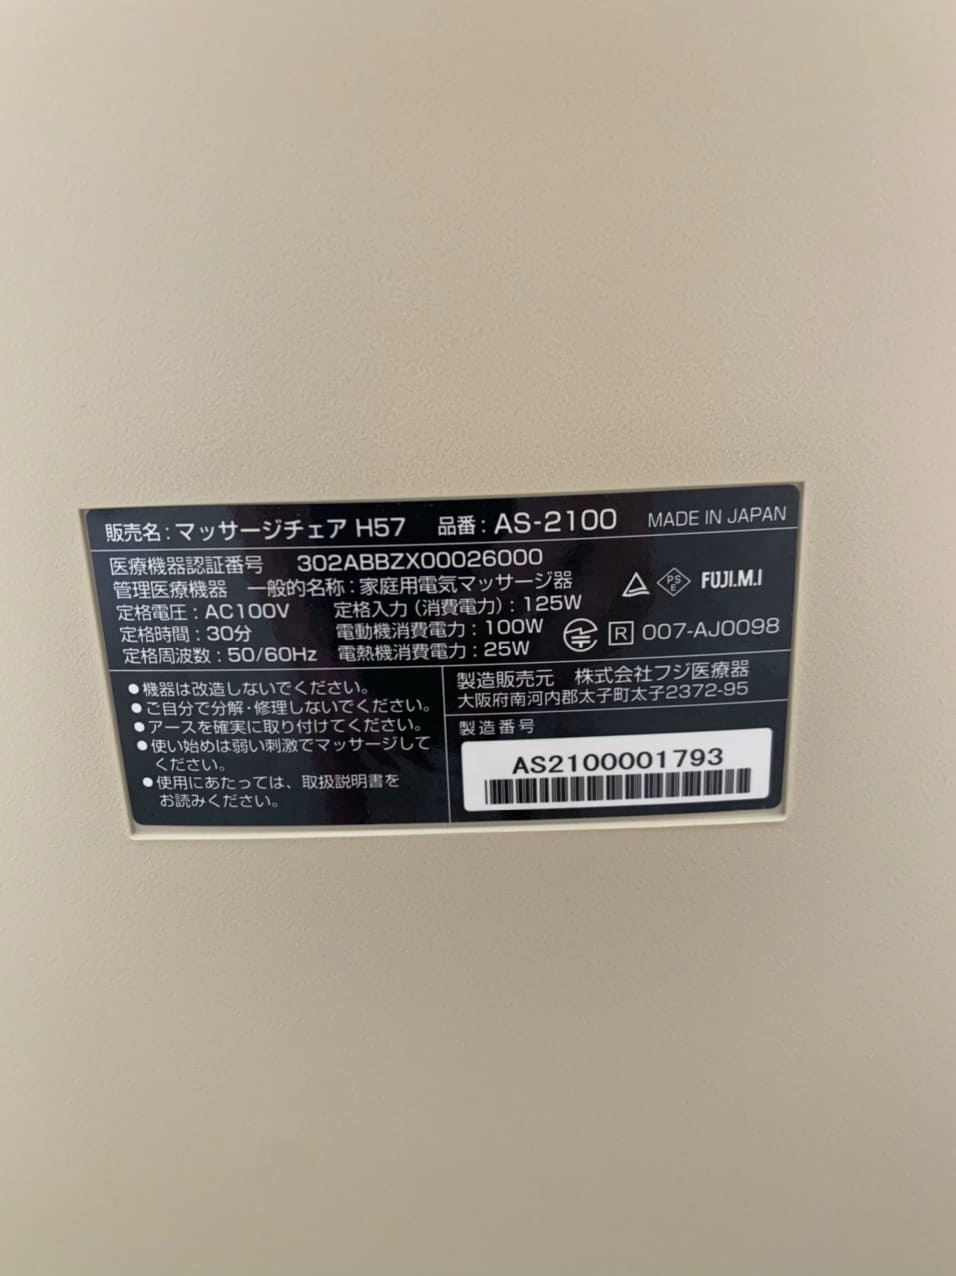 販売名：マッサージチェア H57　品番：AS-2100　MADE IN JAPAN
医療機器認証番号　302ABBZX00026000
管理医療機器　一般的名称：家庭用電気マッサージ器
定格電圧：AC100V　定格入力（消費電力）：125W
定格時間：30分　電動機消費電力：100W
定格周波数：50/60Hz　電熱機消費電力：25W
PS
E
FUJI.M.I
R 007-AJ0098
●機器は改造しないでください。
●ご自分で分解・修理しないでください。
●アースを確実に取り付けてください。
●使い始めは弱い刺激でマッサージして
ください。
●使用にあたっては、取扱説明書を
お読みください。
製造販売元　株式会社フジ医療器
大阪府南河内郡太子町太子2372-95
製造番号
AS2100001793